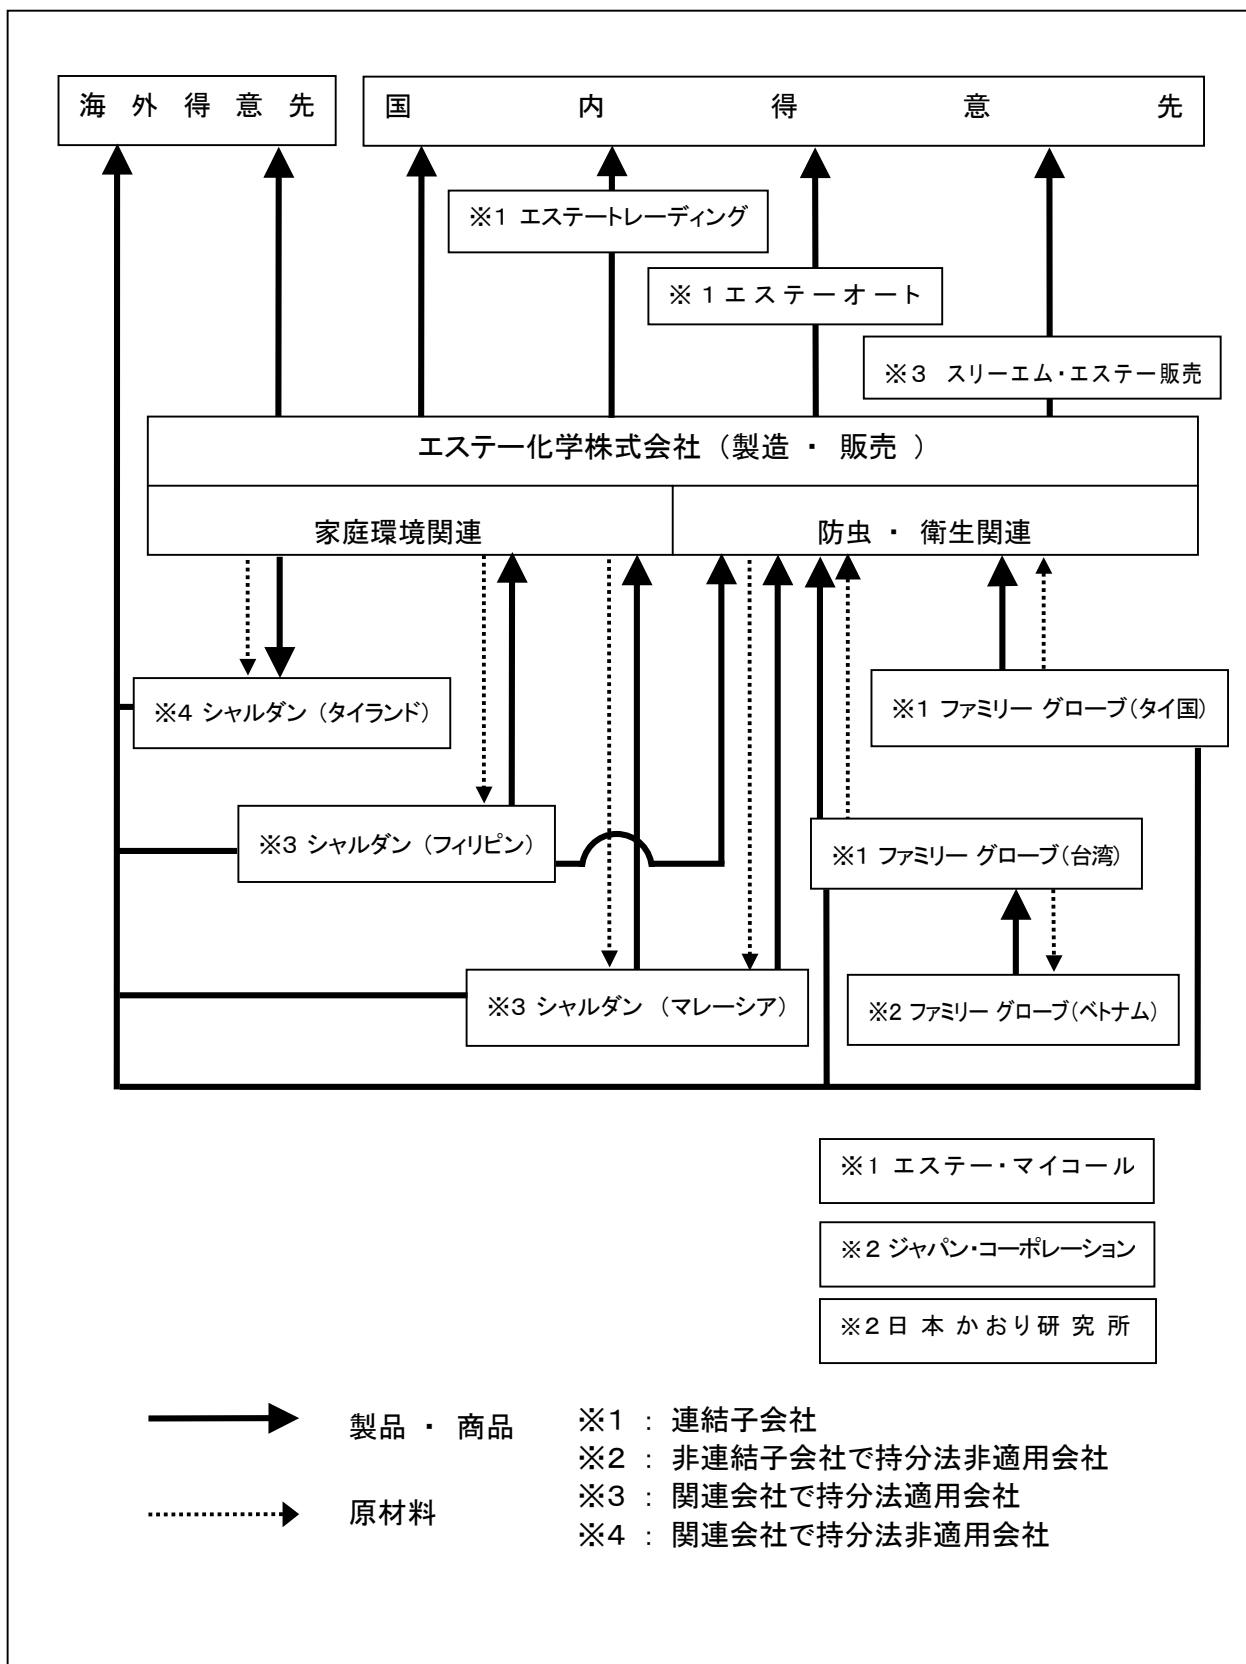 海外得意先
国内得意先
※1 エステートレーディング
※1エステーオート
※3 スリーエム・エステー販売
エステー化学株式会社（製造 ・ 販売 ）
家庭環境関連
防虫 ・ 衛生関連
※4 シャルダン（タイランド）
※1 ファミリー グローブ（タイ国）
※3 シャルダン（フィリピン）
※1 ファミリー グローブ（台湾）
※3 シャルダン （マレーシア）
※2 ファミリー グローブ（ベトナム）
※1 エステー・マイコール
※2 ジャパン・コーポレーション
※2日本かおり研究所
製品 ・ 商品
原材料
※1 ： 連結子会社
※2 ： 非連結子会社で持分法非適用会社
※3 ： 関連会社で持分法適用会社
※4 ： 関連会社で持分法非適用会社